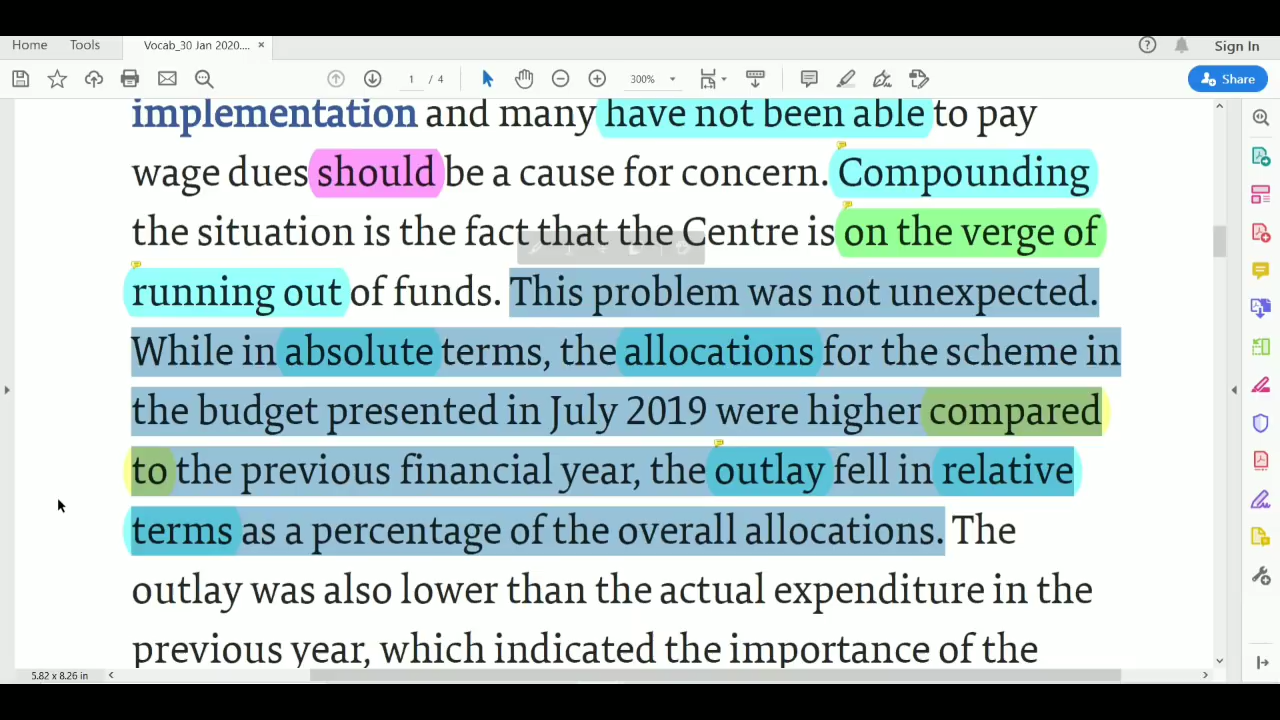 Home Tools Vocab_30 Jan 2020.... × Sign In
1 / 4 300% Share
implementation and many have not been able to pay
wage dues should be a cause for concern. Compounding
the situation is the fact that the Centre is on the verge of
running out of funds. This problem was not unexpected.
While in absolute terms, the allocations for the scheme in
the budget presented in July 2019 were higher compared
to the previous financial year, the outlay fell in relative
terms as a percentage of the overall allocations. The
outlay was also lower than the actual expenditure in the
previous year, which indicated the importance of the
5.82 x 8.26 in